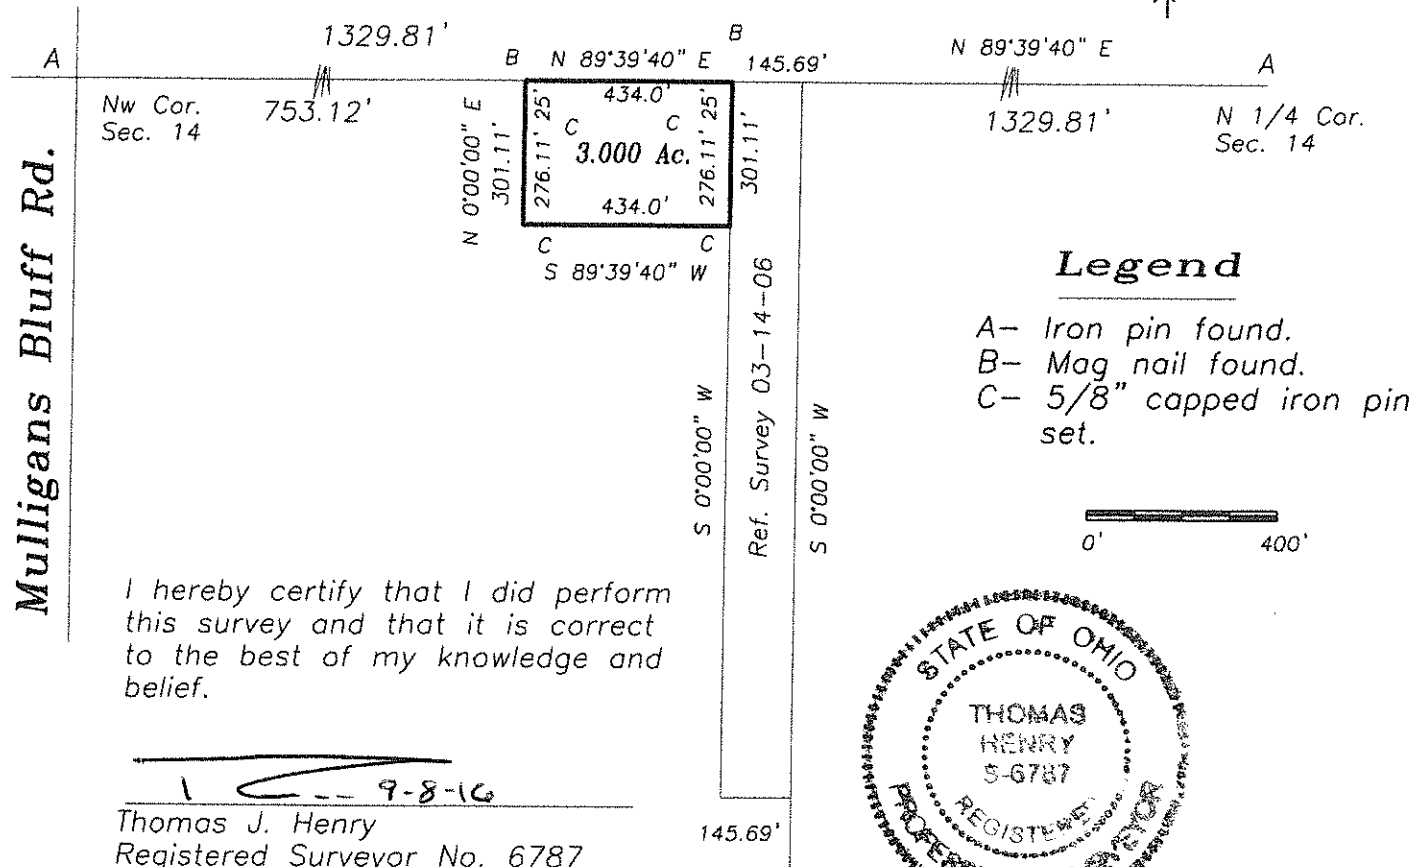 1329.81'
A
B
N 89°39'40" E
B
145.69'
N 89°39'40" E
A
Nw Cor.
Sec. 14
753.12'
434.0'
1329.81'
N 1/4 Cor.
Sec. 14
N 0°00'00" E
301.11'
276.11' 25'
C
C
3.000 Ac.
434.0'
276.11' 25'
301.11'
C
C
S 89°39'40" W
Mulligans Bluff Rd.
S 0°00'00" W
Ref. Survey 03-14-06
S 0°00'00" W
Legend
A- Iron pin found.
B- Mag nail found.
C- 5/8" capped iron pin
set.
0'
400'
I hereby certify that I did perform
this survey and that it is correct
to the best of my knowledge and
belief.
9-8-16
Thomas J. Henry
Registered Surveyor No. 6787
145.69'
STATE OF OHIO
THOMAS
HENRY
S-6787
REGISTERED